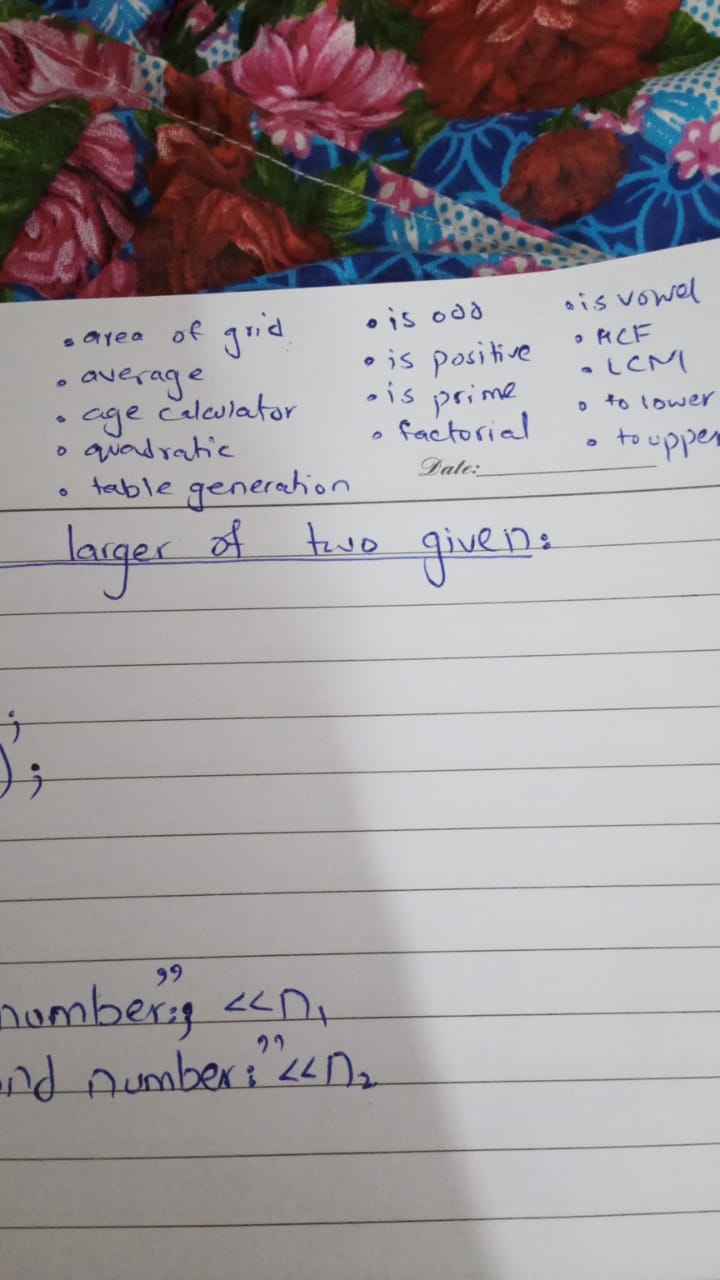 • area of grid
• average
• age calculator
• quadratic
• table generation
• is odd
• is positive
• is prime
• factorial
• is vowel
• HCF
• LCM
• to lower
• to upper
Date:
larger of two given:
;
);
number:" <<n1
nd number:" <<n2